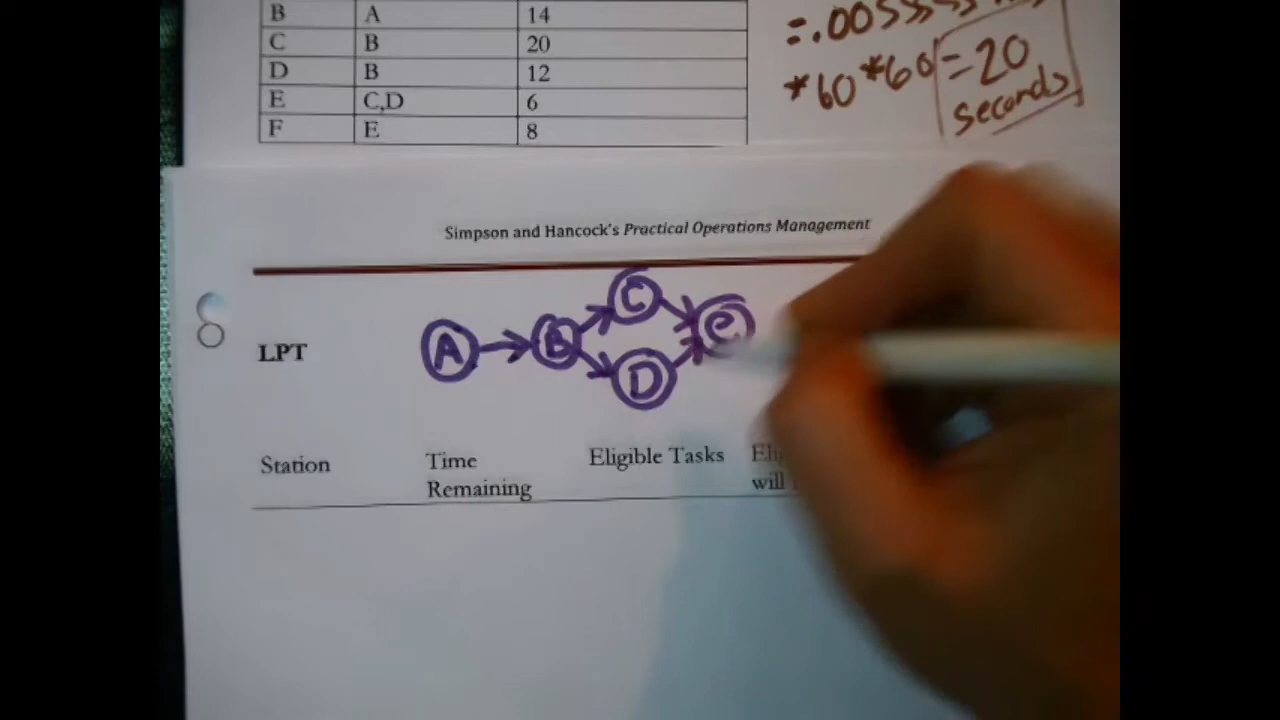 B A 14
C B 20
D B 12
E C,D 6
F E 8
*60*60 =20
seconds
Simpson and Hancock's Practical Operations Management
LPT
A B C D e
Station Time Remaining Eligible Tasks
will